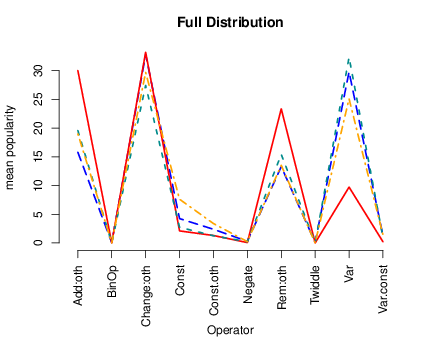 Full Distribution
mean popularity
30
25
20
15
10
5
0
Add:oth
BinOp
Change:oth
Const
Const:oth
Negate
Rem:oth
Twiddle
Var
Var:const
Operator